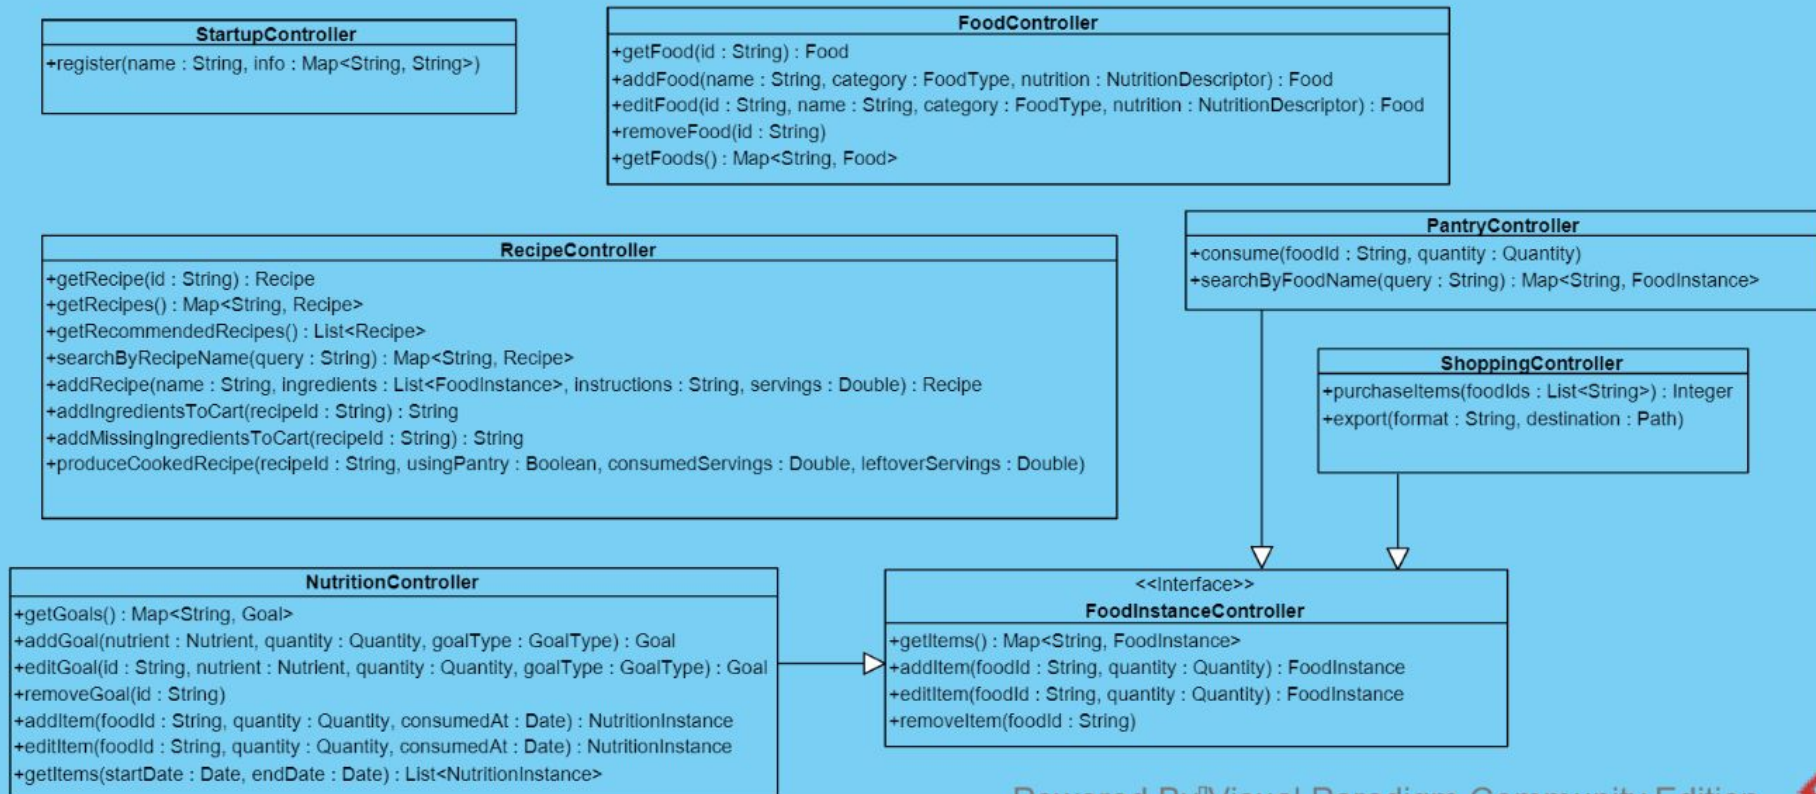 StartupController
+register(name : String, info : Map<String, String>)
FoodController
+getFood(id : String) : Food
+addFood(name : String, category : FoodType, nutrition : NutritionDescriptor) : Food
+editFood(id : String, name : String, category : FoodType, nutrition : NutritionDescriptor) : Food
+removeFood(id : String)
+getFoods() : Map<String, Food>
RecipeController
+getRecipe(id : String) : Recipe
+getRecipes() : Map<String, Recipe>
+getRecommendedRecipes() : List<Recipe>
+searchByRecipeName(query : String) : Map<String, Recipe>
+addRecipe(name : String, ingredients : List<FoodInstance>, instructions : String, servings : Double) : Recipe
+addIngredientsToCart(recipeId : String) : String
+addMissingIngredientsToCart(recipeId : String) : String
+produceCookedRecipe(recipeId : String, usingPantry : Boolean, consumedServings : Double, leftoverServings : Double)
PantryController
+consume(foodId : String, quantity : Quantity)
+searchByFoodName(query : String) : Map<String, FoodInstance>
ShoppingController
+purchaseItems(foodIds : List<String>) : Integer
+export(format : String, destination : Path)
NutritionController
+getGoals() : Map<String, Goal>
+addGoal(nutrient : Nutrient, quantity : Quantity, goalType : GoalType) : Goal
+editGoal(id : String, nutrient : Nutrient, quantity : Quantity, goalType : GoalType) : Goal
+removeGoal(id : String)
+addItem(foodId : String, quantity : Quantity, consumedAt : Date) : NutritionInstance
+editItem(foodId : String, quantity : Quantity, consumedAt : Date) : NutritionInstance
+getItems(startDate : Date, endDate : Date) : List<NutritionInstance>
<<Interface>>
FoodInstanceController
+getItems() : Map<String, FoodInstance>
+addItem(foodId : String, quantity : Quantity) : FoodInstance
+editItem(foodId : String, quantity : Quantity) : FoodInstance
+removeItem(foodId : String)
Powered By Visual Paradigm Community Edition